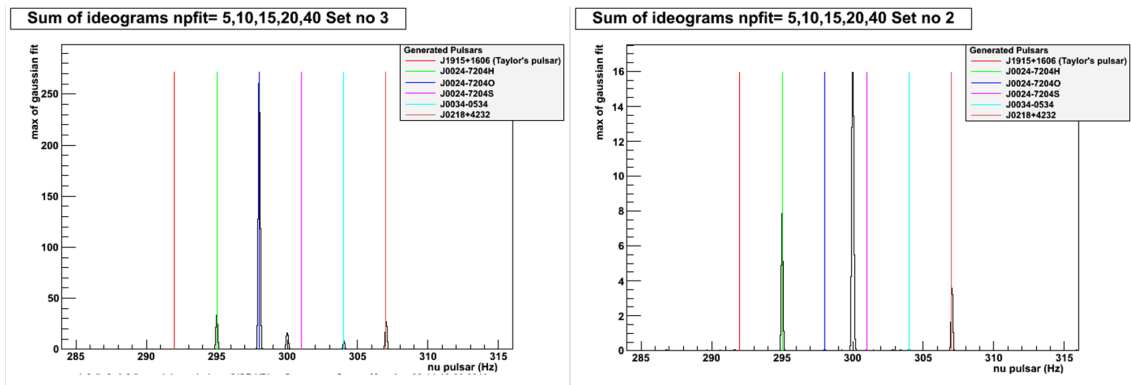 Sum of ideograms npfit= 5,10,15,20,40 Set no 3
max of gaussian fit
250
200
150
100
50
0
285
290
295
300
305
310
315
nu pulsar (Hz)
Generated Pulsars
J1915+1606 (Taylor's pulsar)
J0024-7204H
J0024-7204O
J0024-7204S
J0034-0534
J0218+4232
Sum of ideograms npfit= 5,10,15,20,40 Set no 2
max of gaussian fit
16
14
12
10
8
6
4
2
0
285
290
295
300
305
310
315
nu pulsar (Hz)
Generated Pulsars
J1915+1606 (Taylor's pulsar)
J0024-7204H
J0024-7204O
J0024-7204S
J0034-0534
J0218+4232